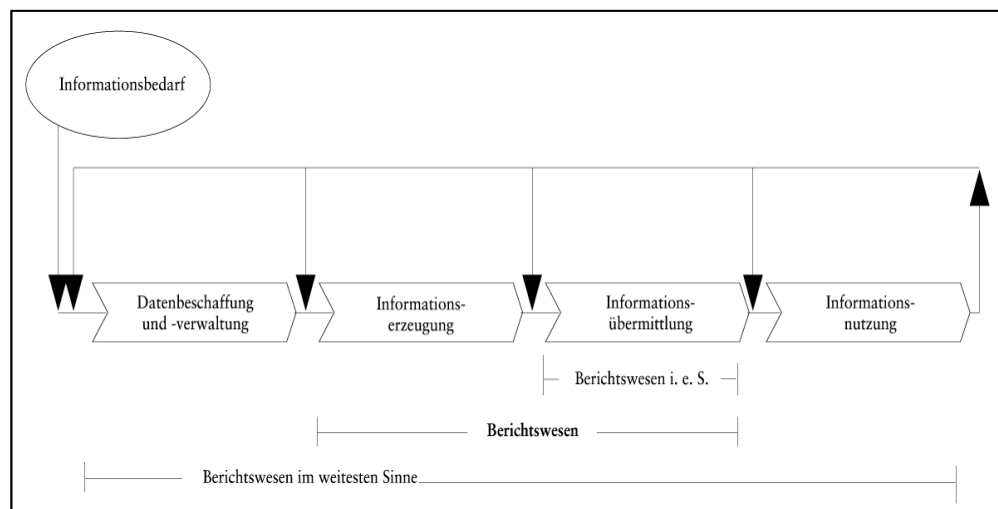 Informationsbedarf
Datenbeschaffung
und -verwaltung
Informations-
erzeugung
Informations-
übermittlung
Informations-
nutzung
Berichtswesen i. e. S.
Berichtswesen
Berichtswesen im weitesten Sinne